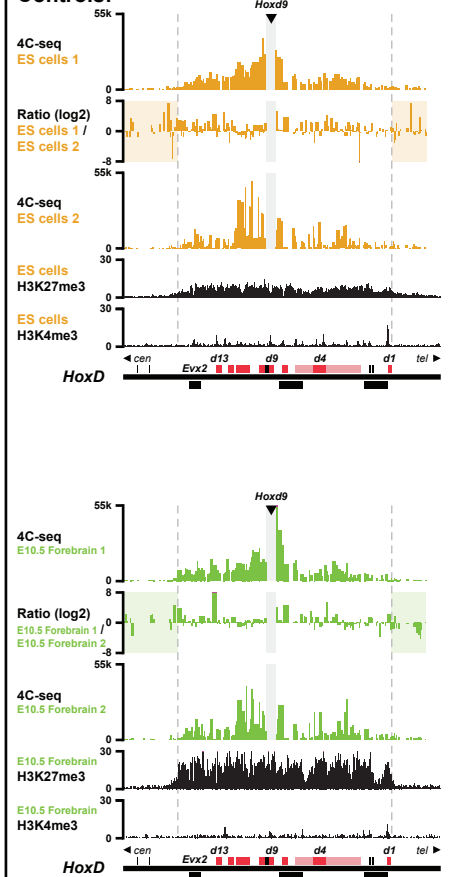 Hoxd9
55k
4C-seq
ES cells 1
0
8
Ratio (log2)
ES cells 1 /
0
ES cells 2
-8
55k
4C-seq
ES cells 2
0
30
ES cells
H3K27me3
0
30
ES cells
H3K4me3
0
◄ cen d13 d9 d4 d1 tel ►
Evx2
HoxD
Hoxd9
55k
4C-seq
E10.5 Forebrain 1
0
8
Ratio (log2)
E10.5 Forebrain 1 /
0
E10.5 Forebrain 2
-8
55k
4C-seq
E10.5 Forebrain 2
0
30
E10.5 Forebrain
H3K27me3
0
30
E10.5 Forebrain
H3K4me3
0
◄ cen d13 d9 d4 d1 tel ►
Evx2
HoxD